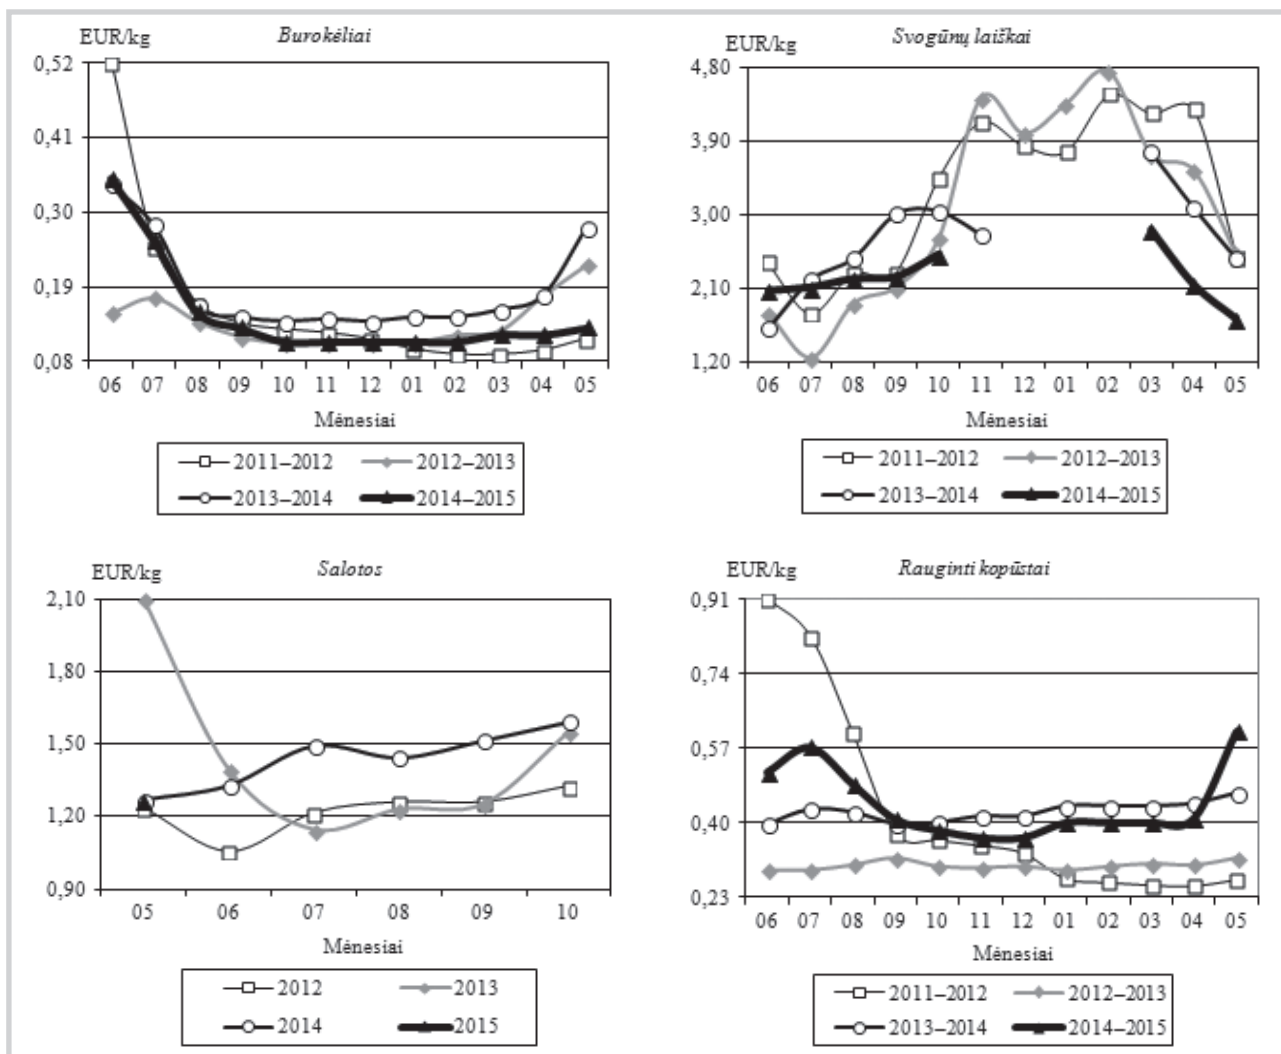 Burokėliai
EUR/kg
0,52
0,41
0,30
0,19
0,08
06 07 08 09 10 11 12 01 02 03 04 05
Mėnesiai
2011–2012 2012–2013
2013–2014 2014–2015
Svogūnų laiškai
EUR/kg
4,80
3,90
3,00
2,10
1,20
06 07 08 09 10 11 12 01 02 03 04 05
Mėnesiai
2011–2012 2012–2013
2013–2014 2014–2015
Salotos
EUR/kg
2,10
1,80
1,50
1,20
0,90
05 06 07 08 09 10
Mėnesiai
2012 2013
2014 2015
Rauginti kopūstai
EUR/kg
0,91
0,74
0,57
0,40
0,23
06 07 08 09 10 11 12 01 02 03 04 05
Mėnesiai
2011–2012 2012–2013
2013–2014 2014–2015